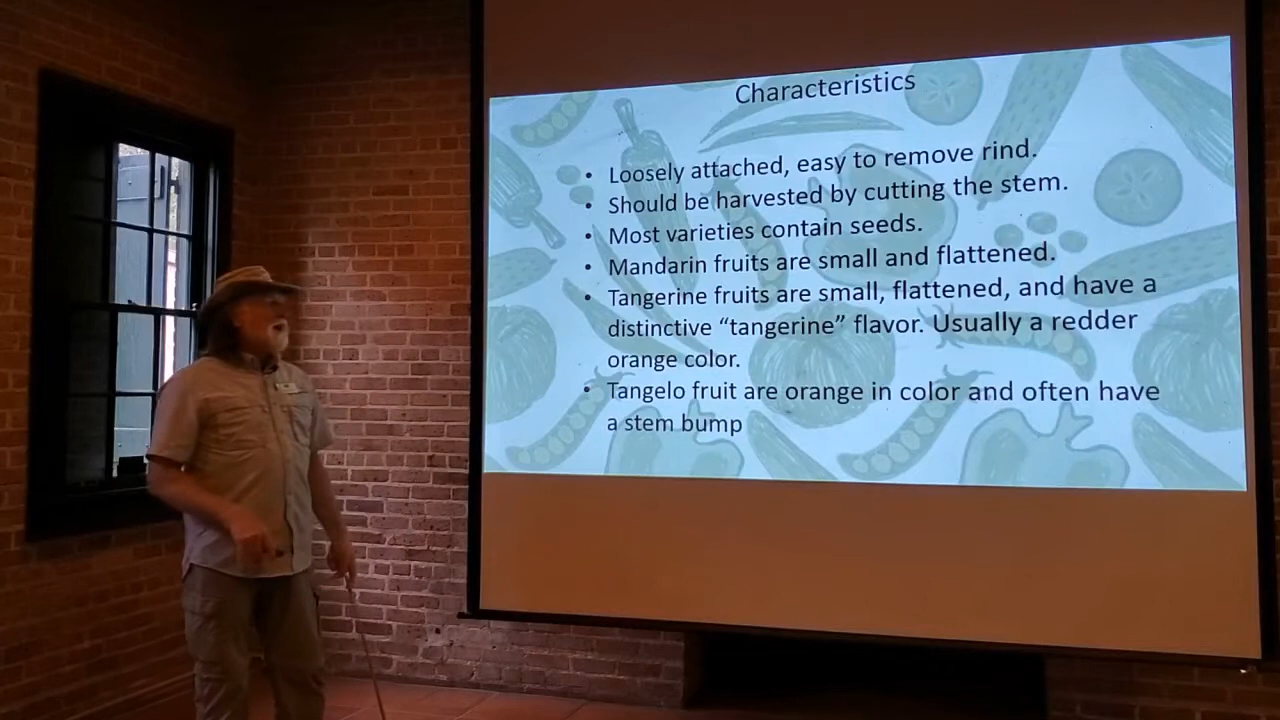 Characteristics
• Loosely attached, easy to remove rind.
• Should be harvested by cutting the stem.
• Most varieties contain seeds.
• Mandarin fruits are small and flattened.
• Tangerine fruits are small, flattened, and have a
distinctive “tangerine” flavor. Usually a redder
orange color.
• Tangelo fruit are orange in color and often have
a stem bump